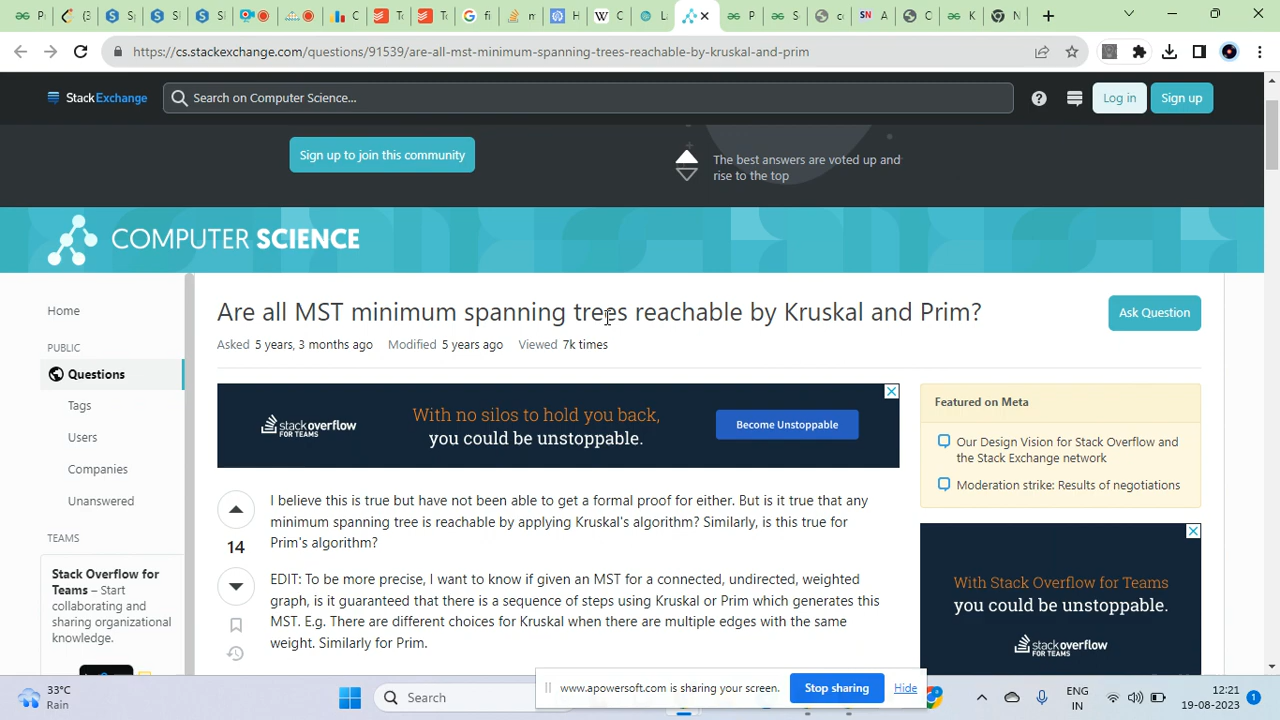 https://cs.stackexchange.com/questions/91539/are-all-mst-minimum-spanning-trees-reachable-by-kruskal-and-prim
StackExchange
Search on Computer Science...
Log in
Sign up
Sign up to join this community
The best answers are voted up and
rise to the top
COMPUTER SCIENCE
Home
PUBLIC
Questions
Tags
Users
Companies
Unanswered
TEAMS
Stack Overflow for
Teams – Start
collaborating and
sharing organizational
knowledge.
Are all MST minimum spanning trees reachable by Kruskal and Prim?
Ask Question
Asked 5 years, 3 months ago Modified 5 years ago Viewed 7k times
stackoverflow
FOR TEAMS
With no silos to hold you back,
you could be unstoppable.
Become Unstoppable
14
I believe this is true but have not been able to get a formal proof for either. But is it true that any
minimum spanning tree is reachable by applying Kruskal's algorithm? Similarly, is this true for
Prim's algorithm?
EDIT: To be more precise, I want to know if given an MST for a connected, undirected, weighted
graph, is it guaranteed that there is a sequence of steps using Kruskal or Prim which generates this
MST. E.g. There are different choices for Kruskal when there are multiple edges with the same
weight. Similarly for Prim.
Featured on Meta
Our Design Vision for Stack Overflow and
the Stack Exchange network
Moderation strike: Results of negotiations
With Stack Overflow for Teams
you could be unstoppable.
stackoverflow
FOR TEAMS
www.apowersoft.com is sharing your screen.
Stop sharing
Hide
33°C
Rain
Search
ENG
IN
12:21
19-08-2023
1